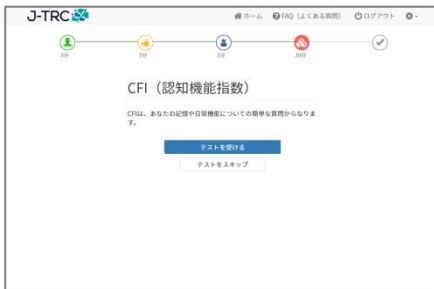 J-TRC
ホーム
FAQ（よくある質問）
ログアウト
3分
3分
3分
20分
CFI（認知機能指数）
CFIは、あなたの記憶や日常機能についての簡単な質問からなりま
す。
テストを受ける
テストをスキップ